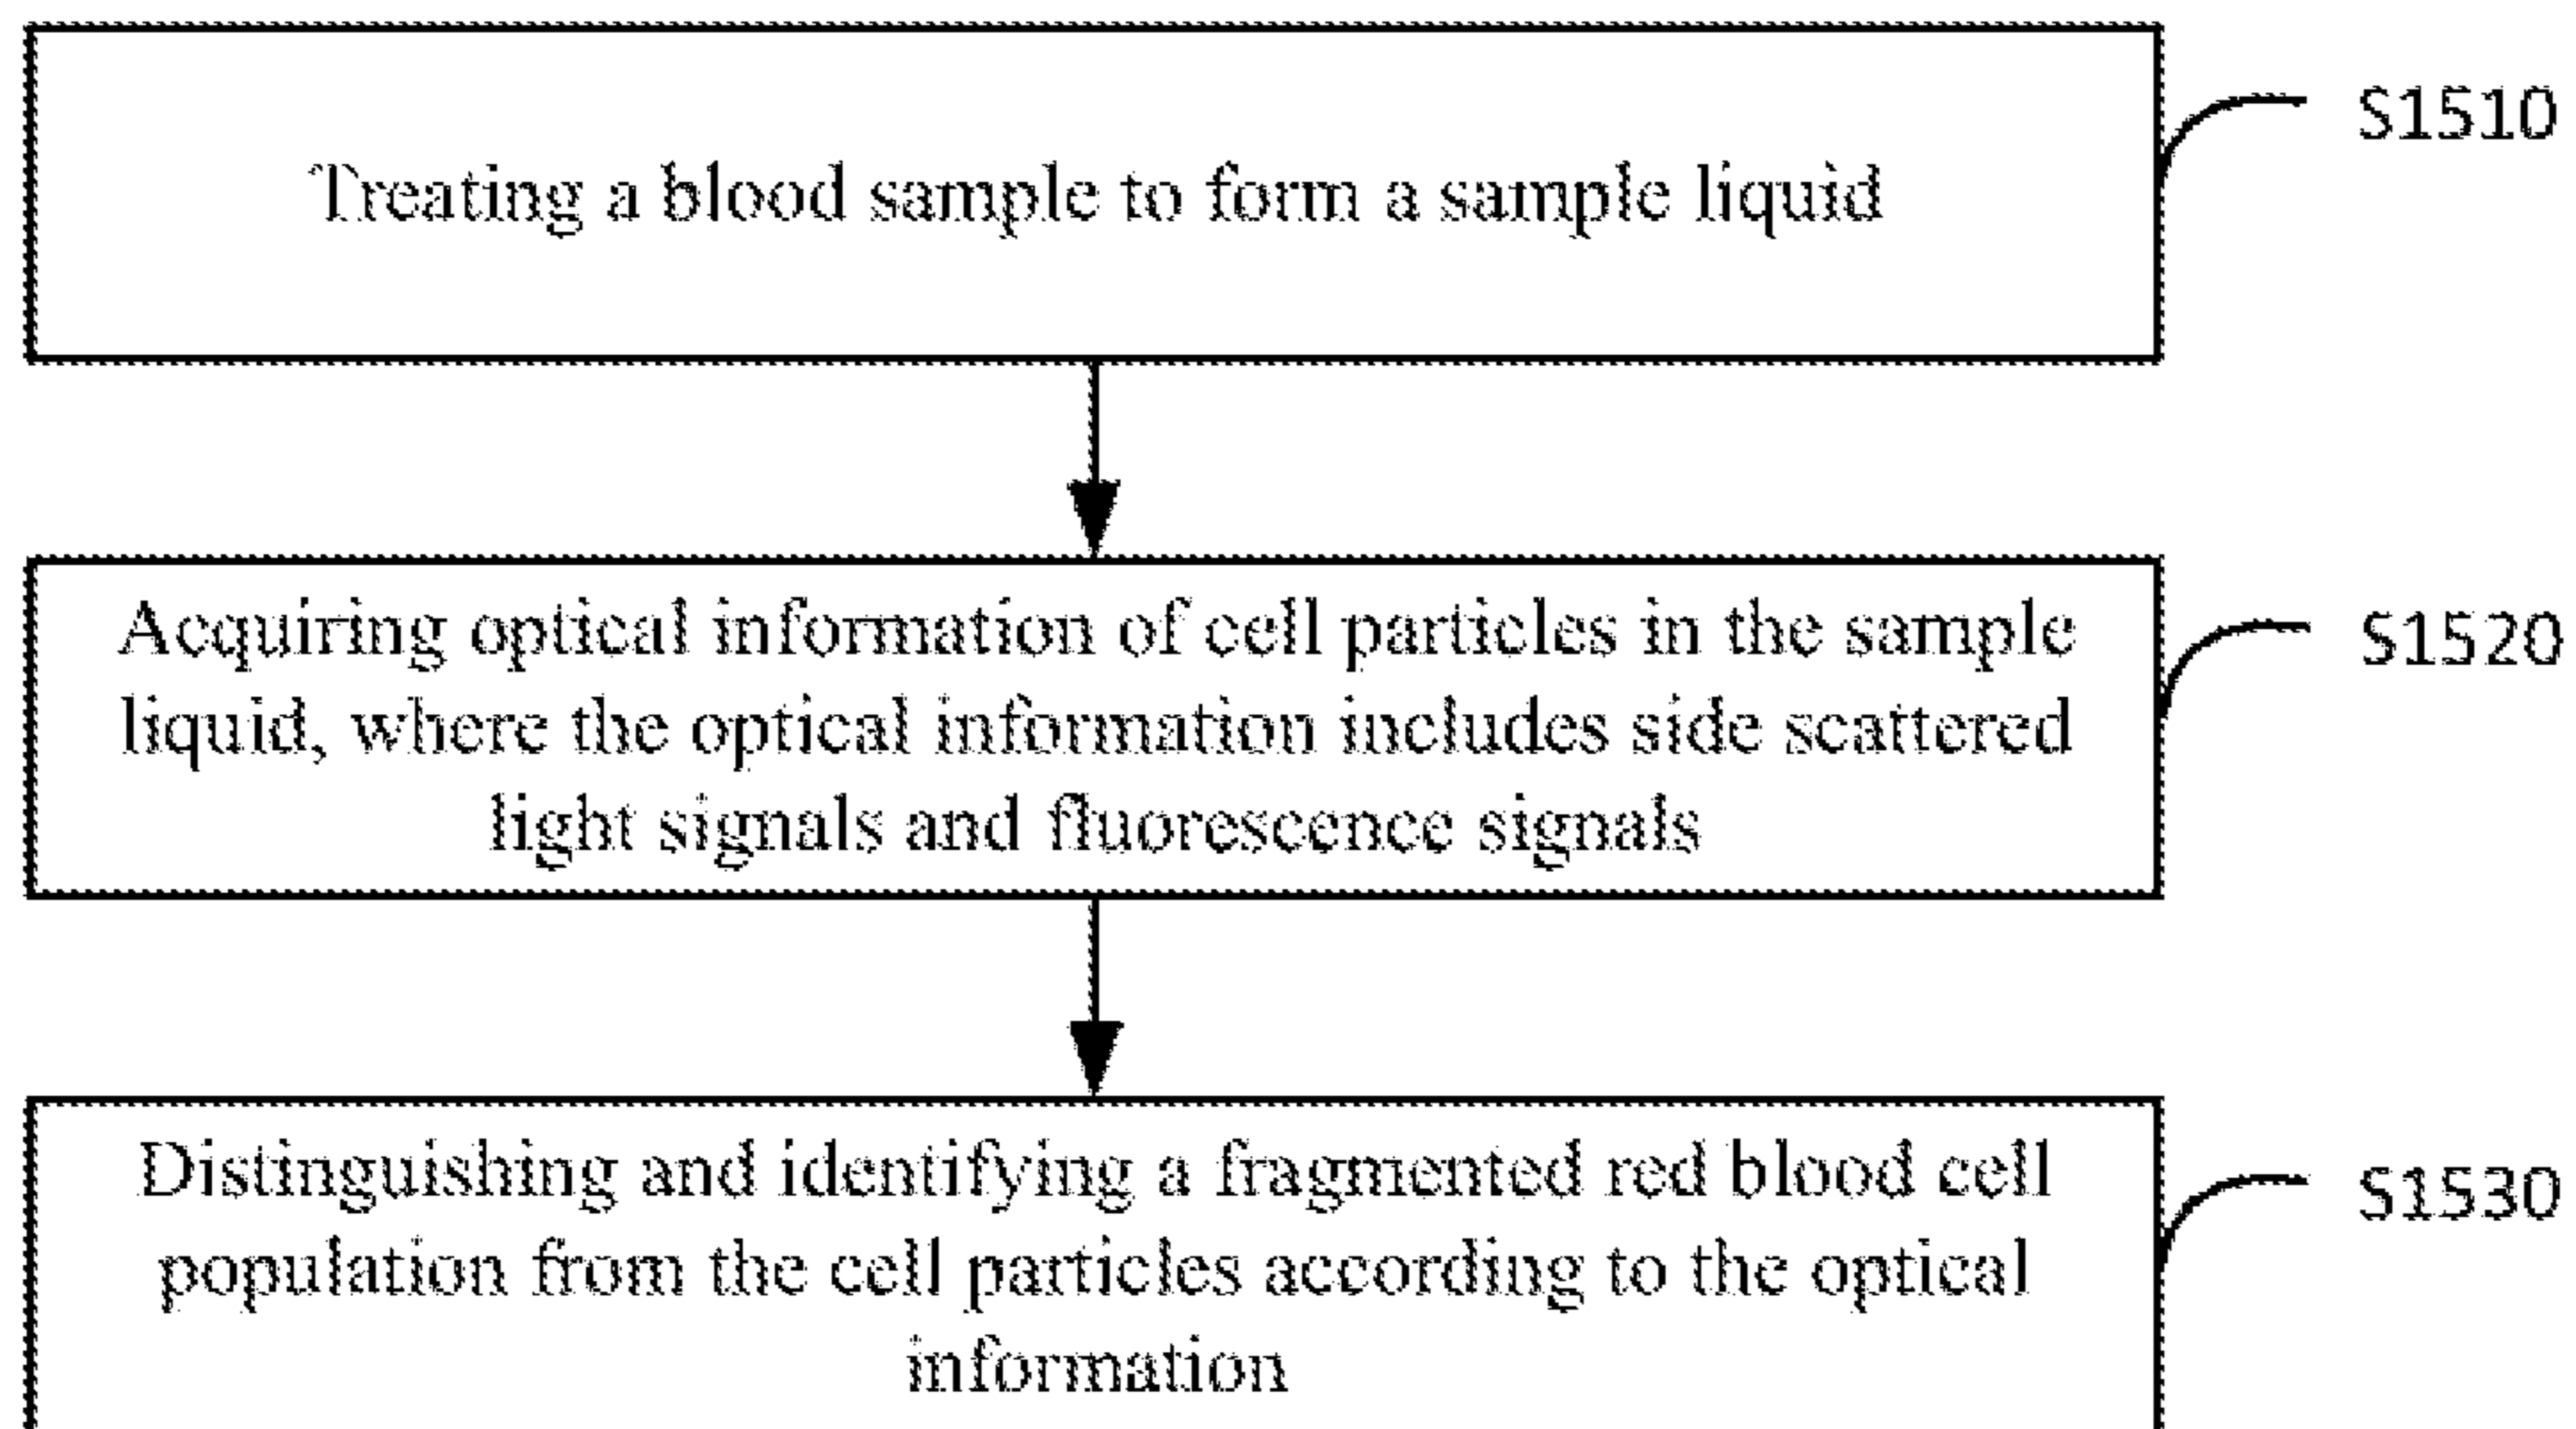 Treating a blood sample to form a sample liquid
S1510
Acquiring optical information of cell particles in the sample
liquid, where the optical information includes side scattered
light signals and fluorescence signals
S1520
Distinguishing and identifying a fragmented red blood cell
population from the cell particles according to the optical
information
S1530